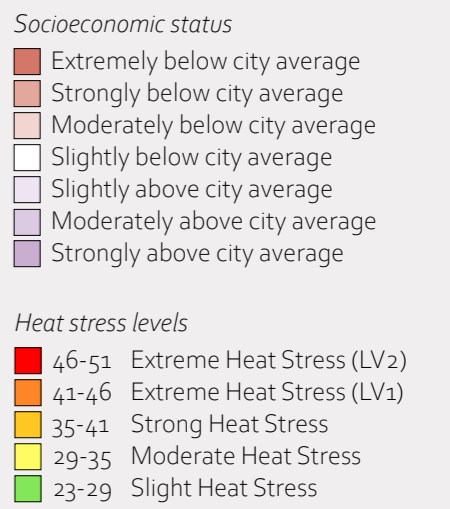 Socioeconomic status
Extremely below city average
Strongly below city average
Moderately below city average
Slightly below city average
Slightly above city average
Moderately above city average
Strongly above city average
Heat stress levels
46-51 Extreme Heat Stress (LV2)
41-46 Extreme Heat Stress (LV1)
35-41 Strong Heat Stress
29-35 Moderate Heat Stress
23-29 Slight Heat Stress